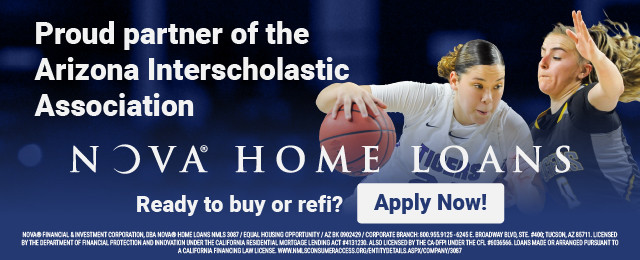 Proud partner of the
Arizona Interscholastic
Association
TIGERS
NOVA® HOME LOANS
Ready to buy or refi? Apply Now!
NOVA® FINANCIAL & INVESTMENT CORPORATION, DBA NOVA® HOME LOANS NMLS 3087 / EQUAL HOUSING OPPORTUNITY / AZ BK 0902429 / CORPORATE BRANCH: 800.955.9125 - 6245 E. BROADWAY BLVD, STE. #400; TUCSON, AZ 85711. LICENSED
BY THE DEPARTMENT OF FINANCIAL PROTECTION AND INNOVATION UNDER THE CALIFORNIA RESIDENTIAL MORTGAGE LENDING ACT #4131230. ALSO LICENSED BY THE CA-DFPI UNDER THE CFL #6036566. LOANS MADE OR ARRANGED PURSUANT TO
A CALIFORNIA FINANCING LAW LICENSE. WWW.NMLSCONSUMERACCESS.ORG/ENTITYDETAILS.ASPX/COMPANY/3087